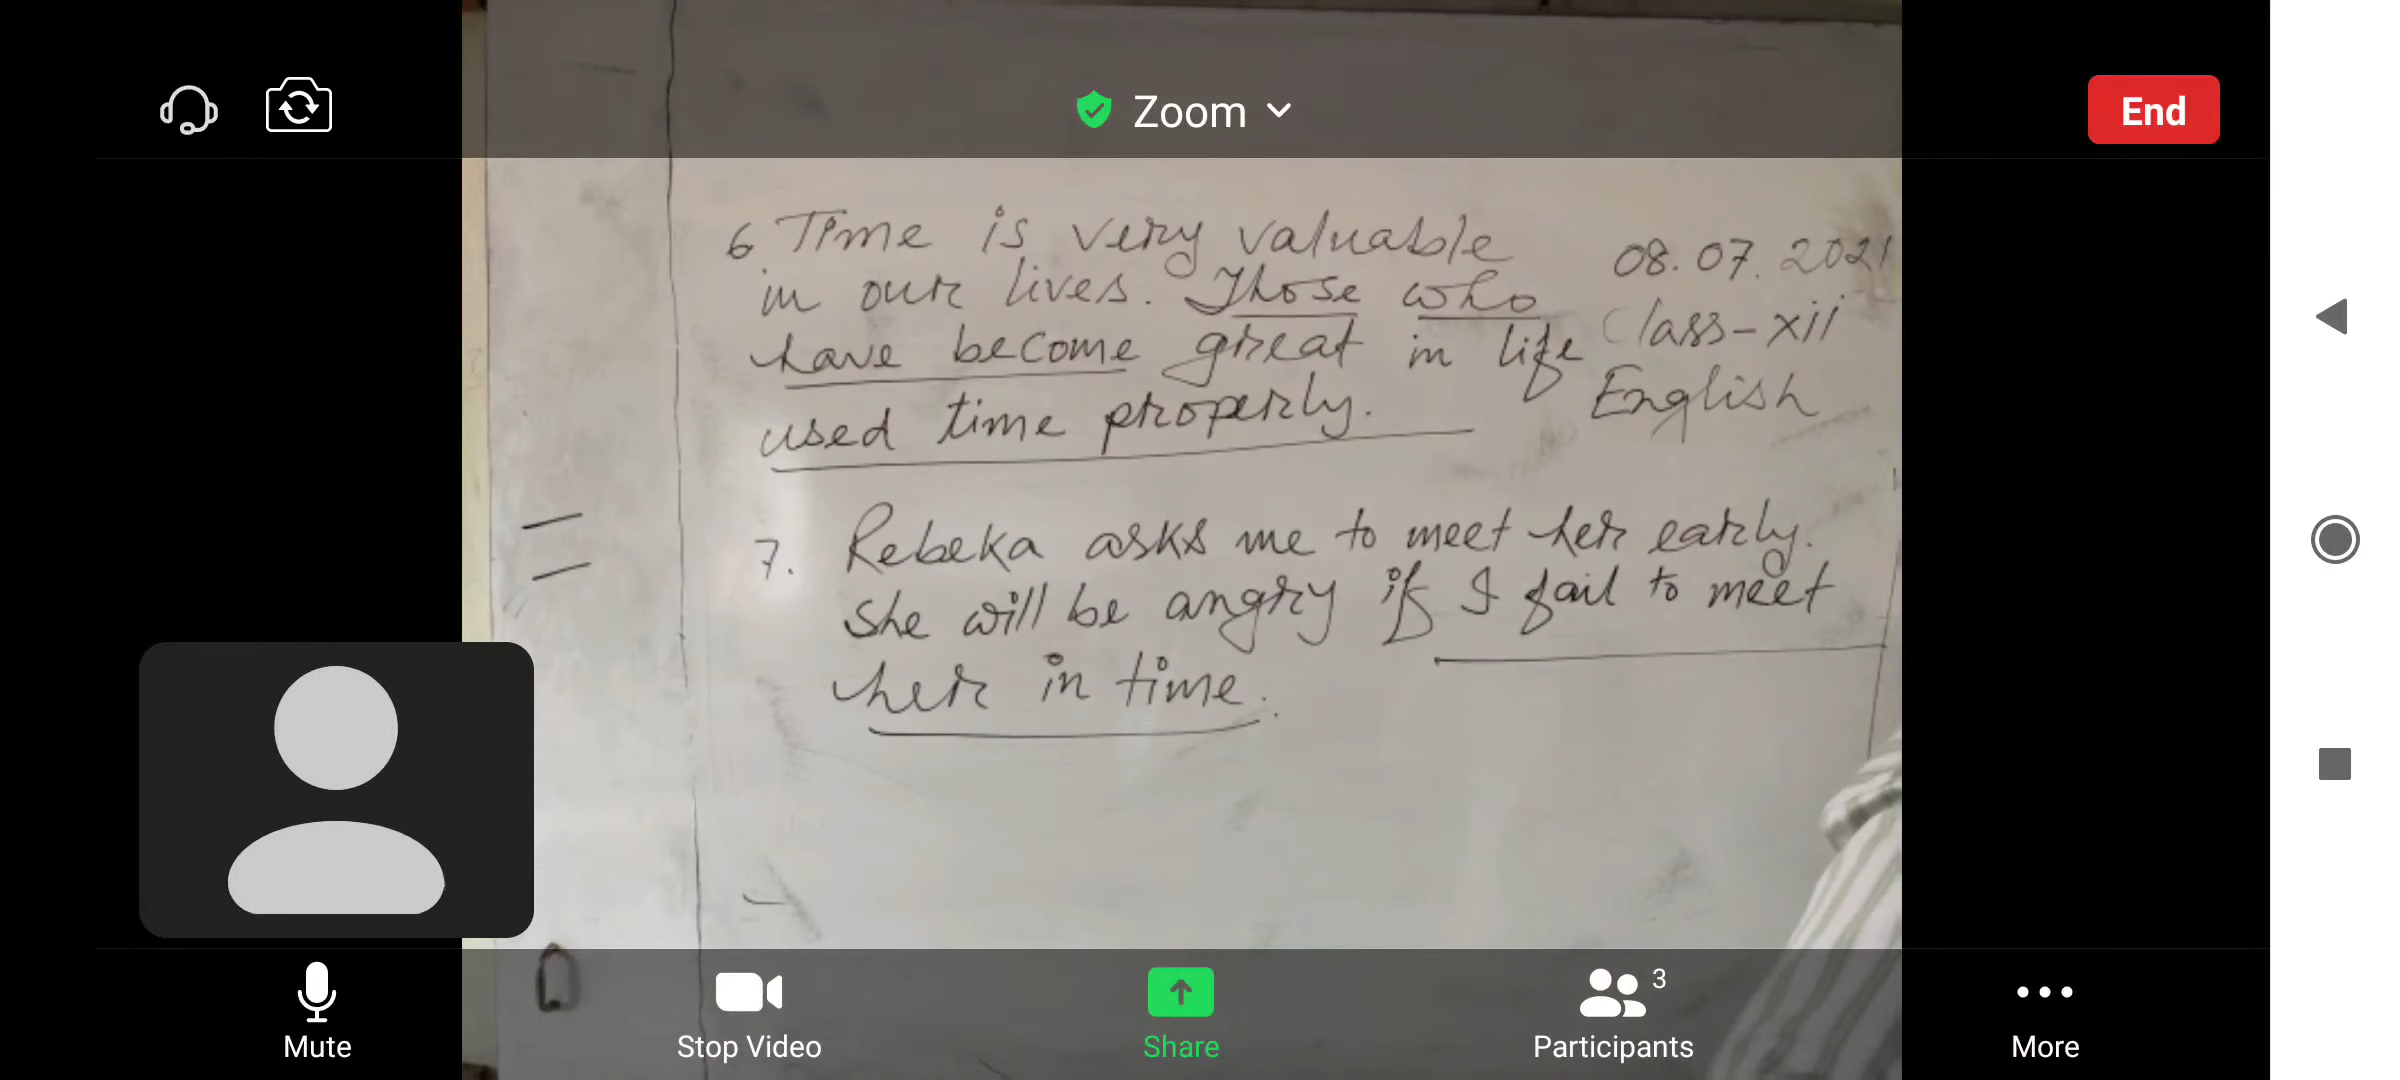 Zoom
End
6. Time is very valuable
in our lives. Those who
have become great in life
used time properly.
08.07.2021
Class-xii
English
7. Rebeka asks me to meet her early.
She will be angry if I fail to meet
her in time.
Mute
Stop Video
Share
Participants
3
More